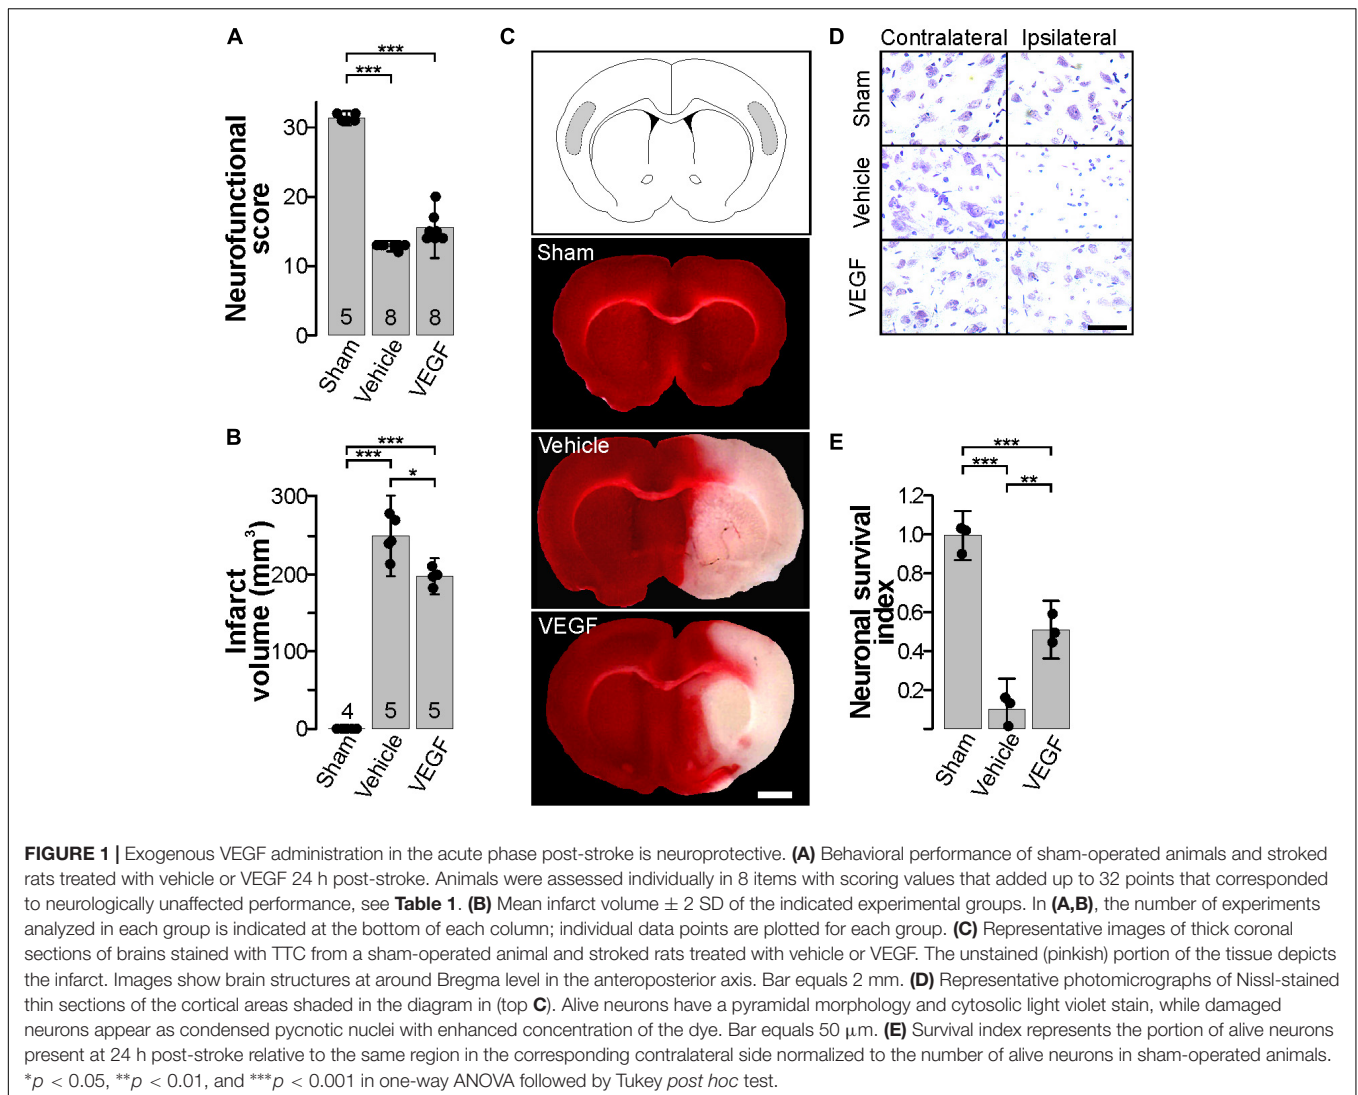 A
***
***
Neurofunctional
score
30
20
10
0
5
8
8
Sham
Vehicle
VEGF
B
***
***
*
Infarct
volume (mm³)
300
200
100
0
4
5
5
Sham
Vehicle
VEGF
C
Sham
Vehicle
VEGF
D
Contralateral Ipsilateral
Sham
Vehicle
VEGF
E
***
***
**
Neuronal survival
index
1.2
1.0
0.8
0.6
0.4
0.2
Sham
Vehicle
VEGF
FIGURE 1 | Exogenous VEGF administration in the acute phase post-stroke is neuroprotective. (A) Behavioral performance of sham-operated animals and stroked
rats treated with vehicle or VEGF 24 h post-stroke. Animals were assessed individually in 8 items with scoring values that added up to 32 points that corresponded
to neurologically unaffected performance, see Table 1. (B) Mean infarct volume ± 2 SD of the indicated experimental groups. In (A,B), the number of experiments
analyzed in each group is indicated at the bottom of each column; individual data points are plotted for each group. (C) Representative images of thick coronal
sections of brains stained with TTC from a sham-operated animal and stroked rats treated with vehicle or VEGF. The unstained (pinkish) portion of the tissue depicts
the infarct. Images show brain structures at around Bregma level in the anteroposterior axis. Bar equals 2 mm. (D) Representative photomicrographs of Nissl-stained
thin sections of the cortical areas shaded in the diagram in (top C). Alive neurons have a pyramidal morphology and cytosolic light violet stain, while damaged
neurons appear as condensed pycnotic nuclei with enhanced concentration of the dye. Bar equals 50 μm. (E) Survival index represents the portion of alive neurons
present at 24 h post-stroke relative to the same region in the corresponding contralateral side normalized to the number of alive neurons in sham-operated animals.
*p < 0.05, **p < 0.01, and ***p < 0.001 in one-way ANOVA followed by Tukey post hoc test.